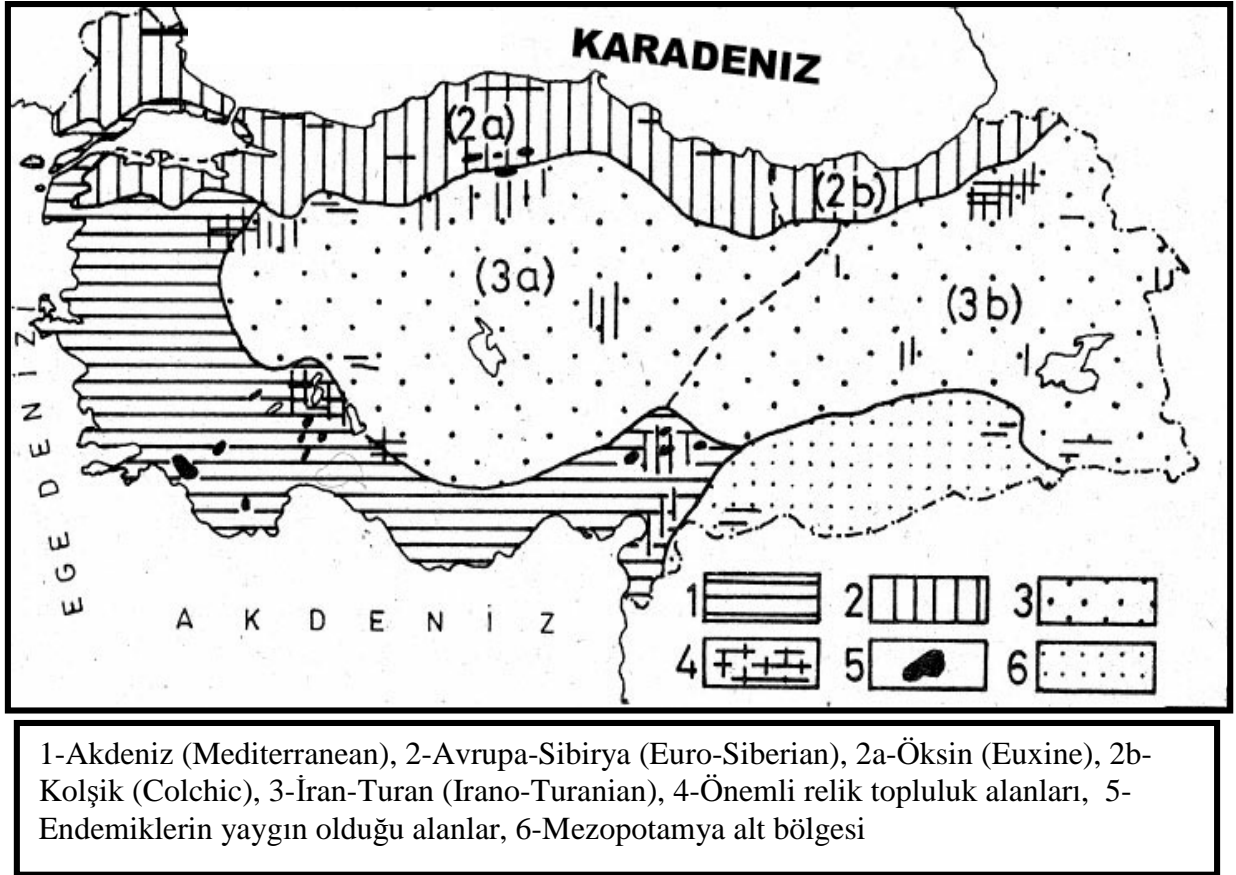 KARADENIZ
(2a)
(2b)
(3a)
(3b)
EGE DENİZİ
AKDENİZ
1 2 3
4 5 6
1-Akdeniz (Mediterranean), 2-Avrupa-Sibirya (Euro-Siberian), 2a-Öksin (Euxine), 2b-
Kolşik (Colchic), 3-İran-Turan (Irano-Turanian), 4-Önemli relik topluluk alanları, 5-
Endemiklerin yaygın olduğu alanlar, 6-Mezopotamya alt bölgesi